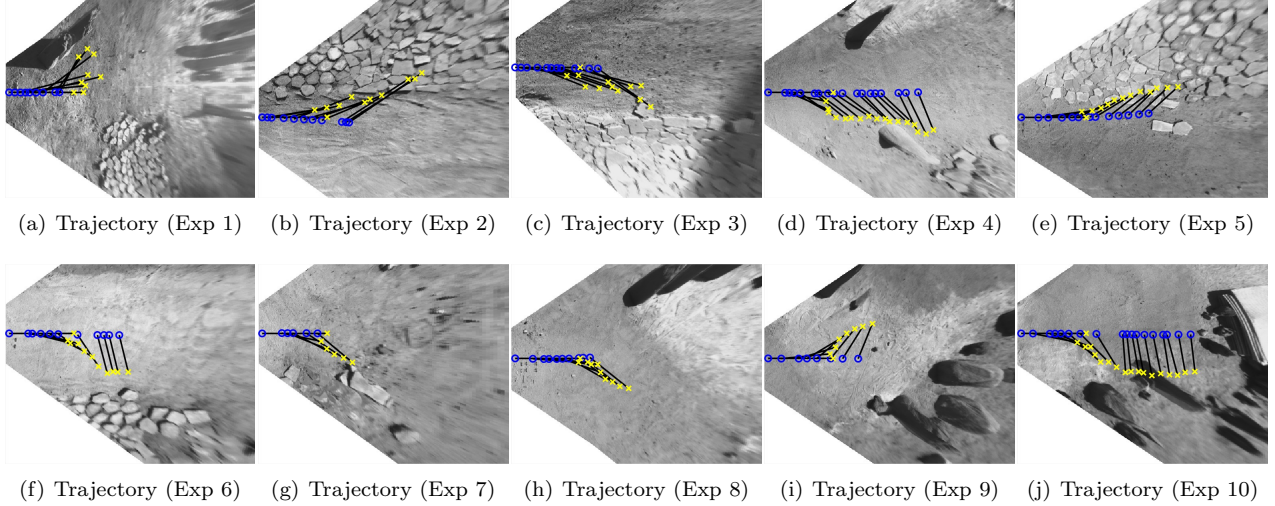 (a) Trajectory (Exp 1) (b) Trajectory (Exp 2) (c) Trajectory (Exp 3) (d) Trajectory (Exp 4) (e) Trajectory (Exp 5)
(f) Trajectory (Exp 6) (g) Trajectory (Exp 7) (h) Trajectory (Exp 8) (i) Trajectory (Exp 9) (j) Trajectory (Exp 10)